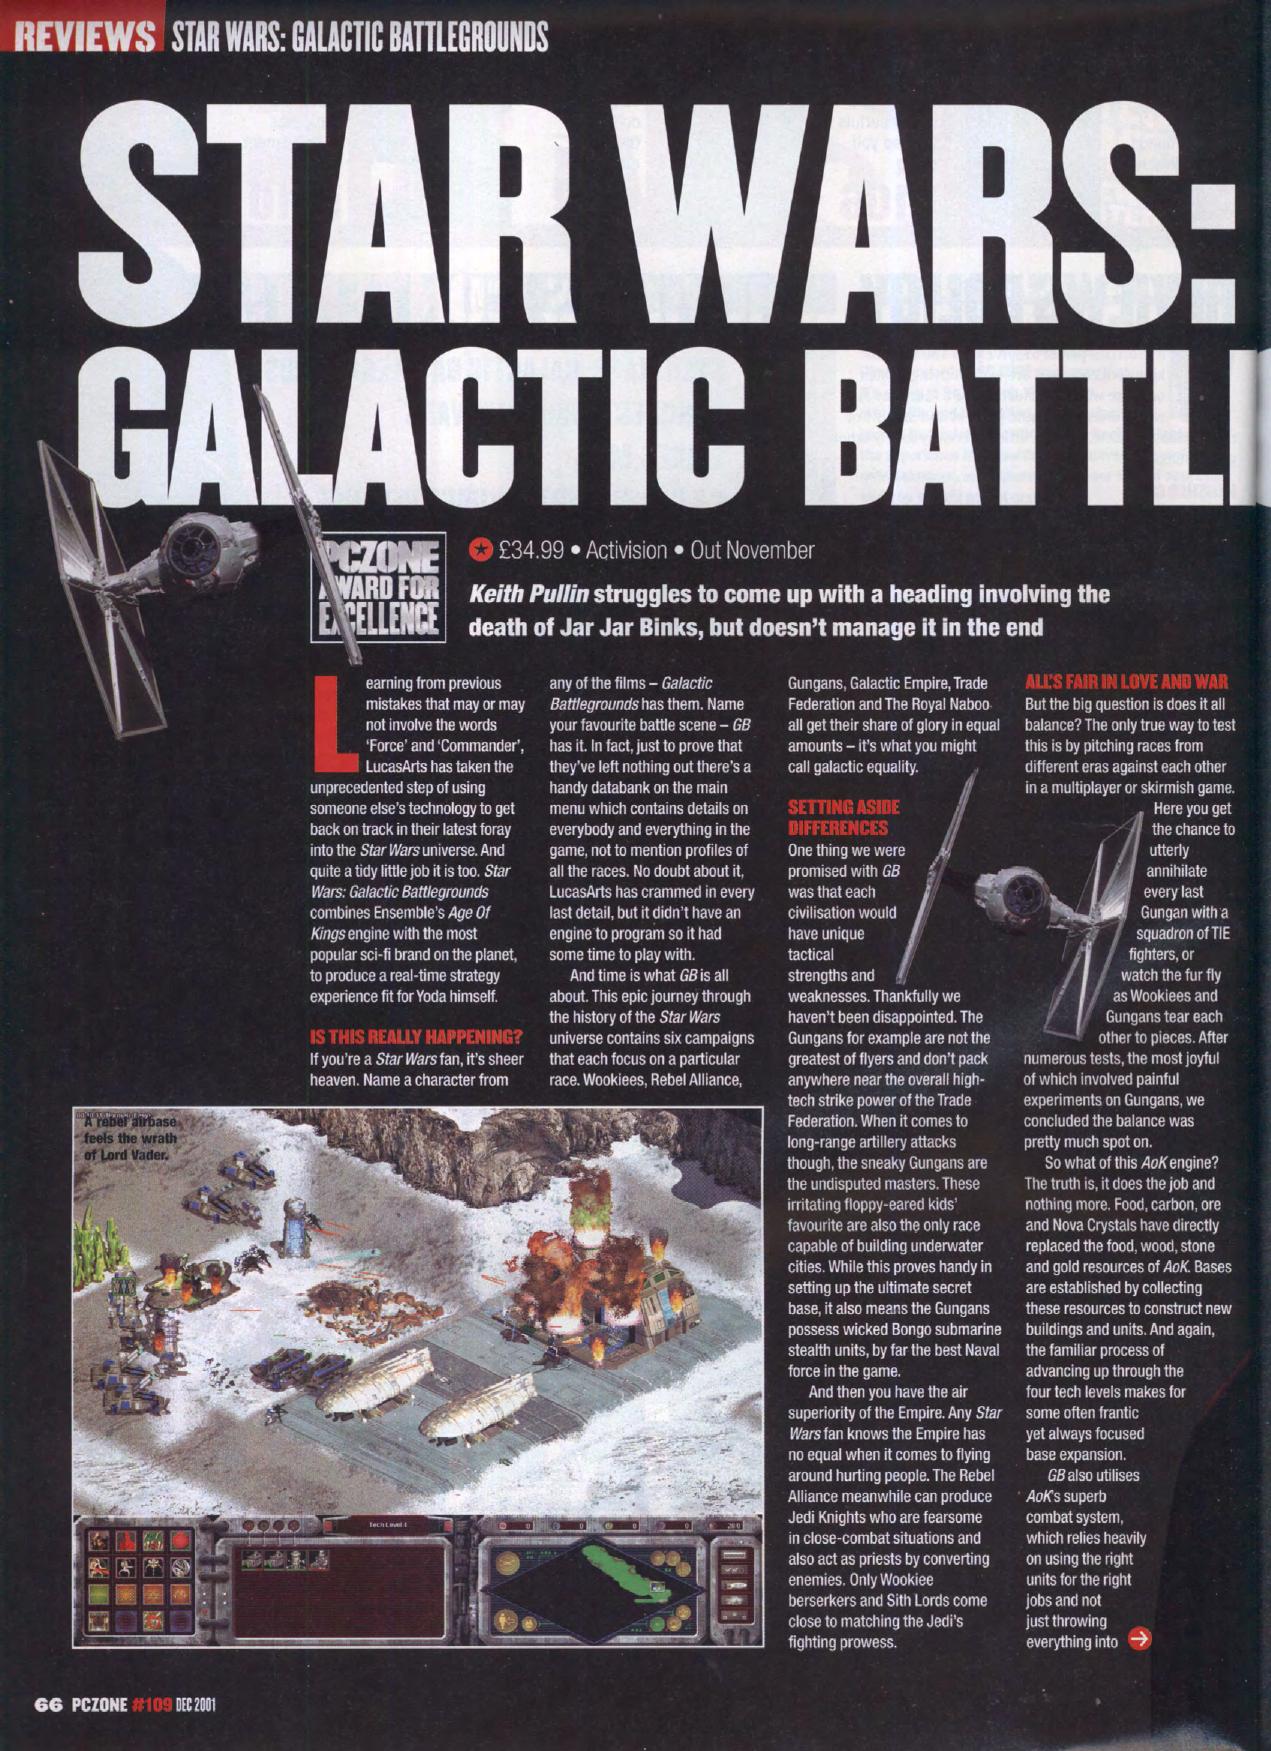 REVIEWS STAR WARS: GALACTIC BATTLEGROUNDS
STAR WARS:
GALACTIC BATTL
PCZONE
AWARD FOR
EXCELLENCE
£34.99 • Activision • Out November
Keith Pullin struggles to come up with a heading involving the
death of Jar Jar Binks, but doesn't manage it in the end
Learning from previous
mistakes that may or may
not involve the words
'Force' and 'Commander',
LucasArts has taken the
unprecedented step of using
someone else's technology to get
back on track in their latest foray
into the Star Wars universe. And
quite a tidy little job it is too. Star
Wars: Galactic Battlegrounds
combines Ensemble's Age Of
Kings engine with the most
popular sci-fi brand on the planet,
to produce a real-time strategy
experience fit for Yoda himself.
IS THIS REALLY HAPPENING?
If you're a Star Wars fan, it's sheer
heaven. Name a character from
any of the films – Galactic
Battlegrounds has them. Name
your favourite battle scene – GB
has it. In fact, just to prove that
they've left nothing out there's a
handy databank on the main
menu which contains details on
everybody and everything in the
game, not to mention profiles of
all the races. No doubt about it,
LucasArts has crammed in every
last detail, but it didn't have an
engine to program so it had
some time to play with.
And time is what GB is all
about. This epic journey through
the history of the Star Wars
universe contains six campaigns
that each focus on a particular
race. Wookiees, Rebel Alliance,
Gungans, Galactic Empire, Trade
Federation and The Royal Naboo
all get their share of glory in equal
amounts – it's what you might
call galactic equality.
SETTING ASIDE
DIFFERENCES
One thing we were
promised with GB
was that each
civilisation would
have unique
tactical
strengths and
weaknesses. Thankfully we
haven't been disappointed. The
Gungans for example are not the
greatest of flyers and don't pack
anywhere near the overall high-
tech strike power of the Trade
Federation. When it comes to
long-range artillery attacks
though, the sneaky Gungans are
the undisputed masters. These
irritating floppy-eared kids'
favourite are also the only race
capable of building underwater
cities. While this proves handy in
setting up the ultimate secret
base, it also means the Gungans
possess wicked Bongo submarine
stealth units, by far the best Naval
force in the game.
And then you have the air
superiority of the Empire. Any Star
Wars fan knows the Empire has
no equal when it comes to flying
around hurting people. The Rebel
Alliance meanwhile can produce
Jedi Knights who are fearsome
in close-combat situations and
also act as priests by converting
enemies. Only Wookiee
berserkers and Sith Lords come
close to matching the Jedi's
fighting prowess.
ALL'S FAIR IN LOVE AND WAR
But the big question is does it all
balance? The only true way to test
this is by pitching races from
different eras against each other
in a multiplayer or skirmish game.
Here you get
the chance to
utterly
annihilate
every last
Gungan with a
squadron of TIE
fighters, or
watch the fur fly
as Wookiees and
Gungans tear each
other to pieces. After
numerous tests, the most joyful
of which involved painful
experiments on Gungans, we
concluded the balance was
pretty much spot on.
So what of this AoK engine?
The truth is, it does the job and
nothing more. Food, carbon, ore
and Nova Crystals have directly
replaced the food, wood, stone
and gold resources of AoK. Bases
are established by collecting
these resources to construct new
buildings and units. And again,
the familiar process of
advancing up through the
four tech levels makes for
some often frantic
yet always focused
base expansion.
GB also utilises
AoK's superb
combat system,
which relies heavily
on using the right
units for the right
jobs and not
just throwing
everything into
A rebel airbase
feels the wrath
of Lord Vader.
66 PCZONE #109 DEC 2001